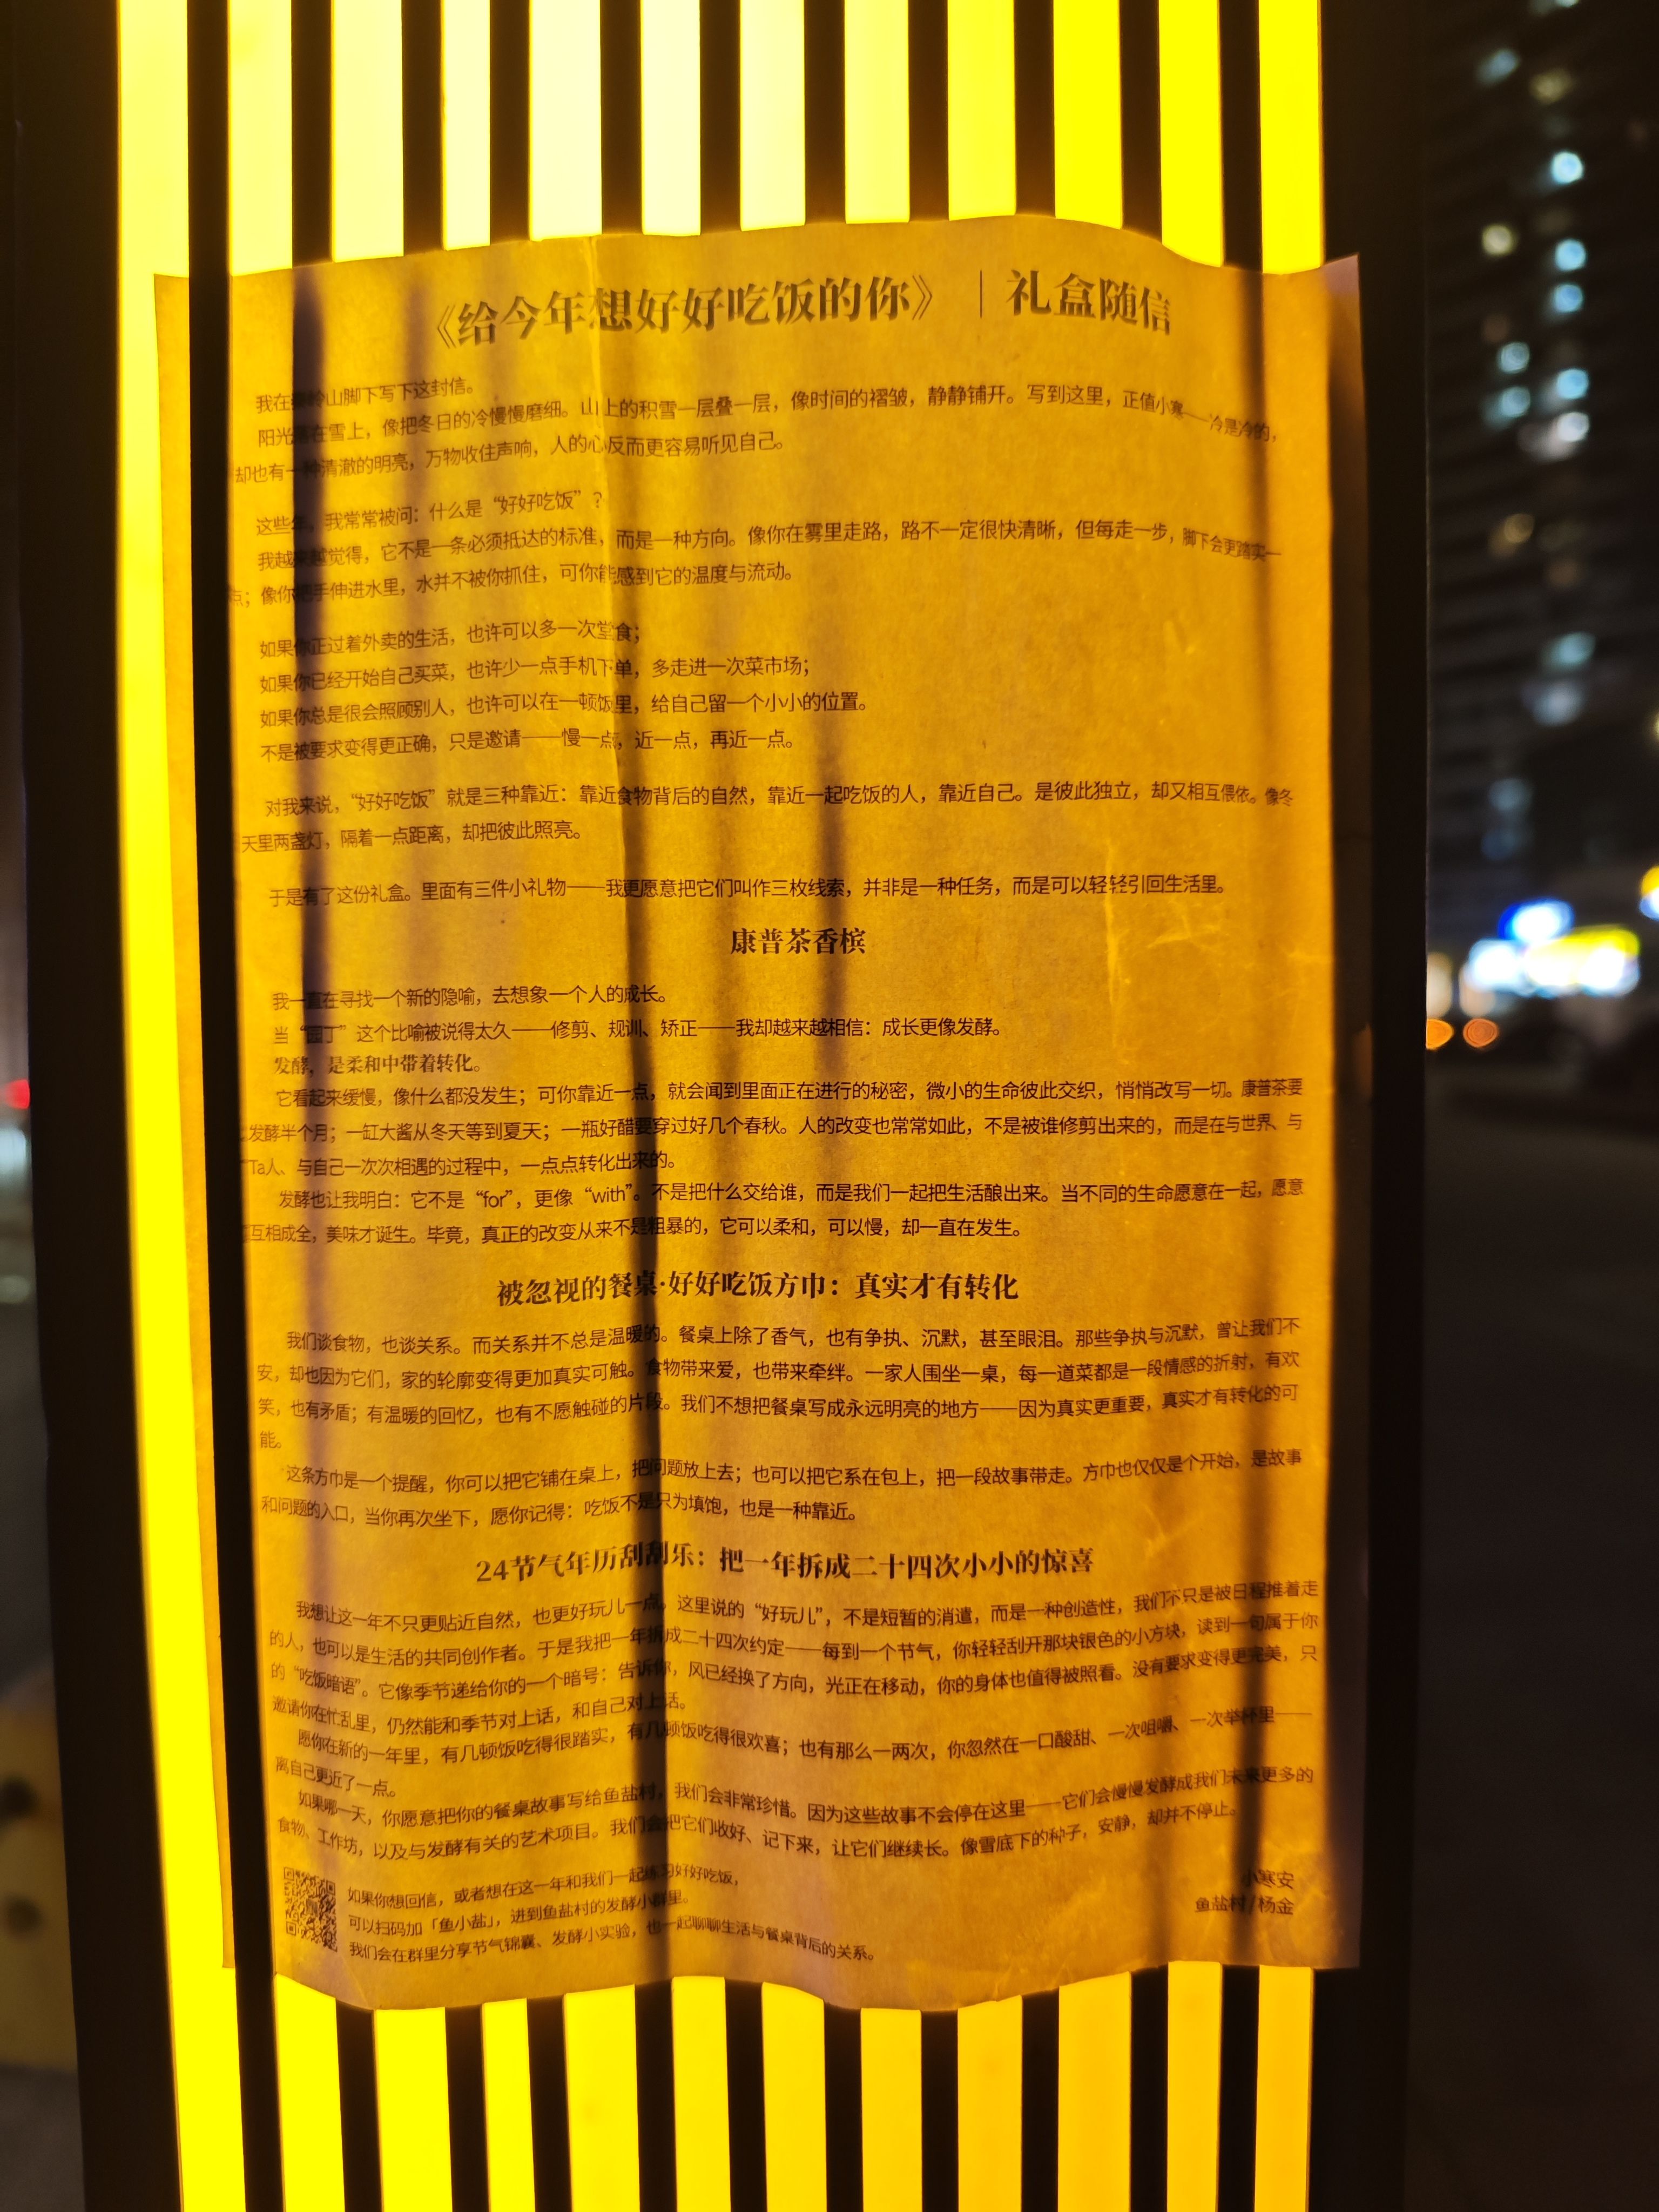 《给今年想好好吃饭的你》｜礼盒随信
我在秦岭山脚下写下这封信。
阳光落在雪上，像把冬日的冷慢慢磨细。山上的积雪一层叠一层，像时间的褶皱，静静铺开。写到这里，正值小寒——冷是冷的，
却也有一种清澈的明亮，万物收住声响，人的心反而更容易听见自己。
这些年，我常常被问：什么是“好好吃饭”？
我越来越觉得，它不是一条必须抵达的标准，而是一种方向。像你在雾里走路，路不一定很快清晰，但每走一步，脚下会更踏实一
点；像你把手伸进水里，水并不被你抓住，可你能感到它的温度与流动。
如果你正过着外卖的生活，也许可以多一次堂食；
如果你已经开始自己买菜，也许少一点手机下单，多走进一次菜市场；
如果你总是很会照顾别人，也许可以在一顿饭里，给自己留一个小小的位置。
不是被要求变得更正确，只是邀请——慢一点，近一点，再近一点。
对我来说，“好好吃饭”就是三种靠近：靠近食物背后的自然，靠近一起吃饭的人，靠近自己。是彼此独立，却又相互偎依。像冬
天里两盏灯，隔着一点距离，却把彼此照亮。
于是有了这份礼盒。里面有三件小礼物——我更愿意把它们叫作三枚线索，并非是一种任务，而是可以轻轻引回生活里。
康普茶香槟
我一直在寻找一个新的隐喻，去想象一个人的成长。
当“园丁”这个比喻被说得太久——修剪、规训、矫正——我却越来越相信：成长更像发酵。
发酵，是柔和中带着转化。
它看起来缓慢，像什么都没发生；可你靠近一点，就会闻到里面正在进行的秘密，微小的生命彼此交织，悄悄改写一切。康普茶要
发酵半个月；一缸大酱从冬天等到夏天；一瓶好醋要穿过好几个春秋。人的改变也常常如此，不是被谁修剪出来的，而是在与世界、与
Ta人、与自己一次次相遇的过程中，一点点转化出来的。
发酵也让我明白：它不是“for”，更像“with”。不是把什么交给谁，而是我们一起把生活酿出来。当不同的生命愿意在一起，愿意
互相成全，美味才诞生。毕竟，真正的改变从来不是粗暴的，它可以柔和，可以慢，却一直在发生。
被忽视的餐桌·好好吃饭方巾：真实才有转化
我们谈食物，也谈关系。而关系并不总是温暖的。餐桌上除了香气，也有争执、沉默，甚至眼泪。那些争执与沉默，曾让我们不
安，却也因为它们，家的轮廓变得更加真实可触。食物带来爱，也带来牵绊。一家人围坐一桌，每一道菜都是一段情感的折射，有欢
笑，也有矛盾；有温暖的回忆，也有不愿触碰的片段。我们不想把餐桌写成永远明亮的地方——因为真实更重要，真实才有转化的可
能。
这条方巾是一个提醒，你可以把它铺在桌上，把问题放上去；也可以把它系在包上，把一段故事带走。方巾也仅仅是个开始，是故事
和问题的入口，当你再次坐下，愿你记得：吃饭不是只为填饱，也是一种靠近。
24节气年历刮刮乐：把一年拆成二十四次小小的惊喜
我想让这一年不只更贴近自然，也更好玩儿一点。这里说的“好玩儿”，不是短暂的消遣，而是一种创造性，我们不只是被日程推着走
的人，也可以是生活的共同创作者。于是我把一年拆成二十四次约定——每到一个节气，你轻轻刮开那块银色的小方块，读到一句属于你
的“吃饭暗语”。它像季节递给你的一个暗号：告诉你，风已经换了方向，光正在移动，你的身体也值得被照看。没有要求变得更完美，只
邀请你在忙乱里，仍然能和季节对上话，和自己对上话。
愿你在新的一年里，有几顿饭吃得很踏实，有几顿饭吃得很欢喜；也有那么一两次，你忽然在一口酸甜、一次咀嚼、一次举杯里——
离自己更近了一点。
如果哪一天，你愿意把你的餐桌故事写给鱼盐村，我们会非常珍惜。因为这些故事不会停在这里——它们会慢慢发酵成我们未来更多的
食物，工作坊，以及与发酵有关的艺术项目。我们会把它们收好、记下来，让它们继续长。像雪底下的种子，安静，却并不停止。
小寒安
鱼盐村/杨金
如果你想回信，或者想在这一年和我们一起练习好好吃饭，
可以扫码加「鱼小盐」，进到鱼盐村的发酵小群里。
我们会在群里分享节气锦囊、发酵小实验，也一起聊聊生活与餐桌背后的关系。